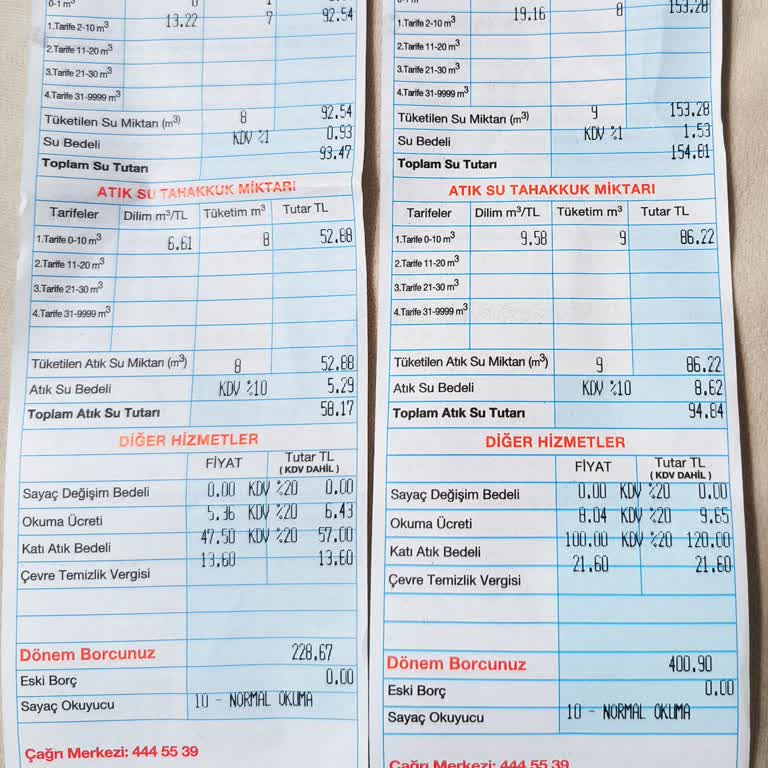 0-1 m³ 0 1
1.Tarife 2-10 m³ 13.22 7 92.54
2.Tarife 11-20 m³
3.Tarife 21-30 m³
4.Tarife 31-9999 m³
Tüketilen Su Miktarı (m³) 8 92.54
Su Bedeli KDV %1 0.93
Toplam Su Tutarı 93.47
ATIK SU TAHAKKUK MİKTARI
Tarifeler Dilim m³/TL Tüketim m³ Tutar TL
1.Tarife 0-10 m³ 6.61 8 52.88
2.Tarife 11-20 m³
3.Tarife 21-30 m³
4.Tarife 31-9999 m³
Tüketilen Atık Su Miktarı (m³) 8 52.88
Atık Su Bedeli KDV %10 5.29
Toplam Atık Su Tutarı 58.17
DİĞER HİZMETLER
FİYAT Tutar TL
( KDV DAHİL )
Sayaç Değişim Bedeli 0.00 KDV %20 0.00
Okuma Ücreti 5.36 KDV %20 6.43
Katı Atık Bedeli 47.50 KDV %20 57.00
Çevre Temizlik Vergisi 13.60 13.60
Dönem Borcunuz 228.67
Eski Borç 0.00
Sayaç Okuyucu 10 - NORMAL OKUMA
Çağrı Merkezi: 444 55 39
1.Tarife 2-10 m³ 19.16 8 153.28
2.Tarife 11-20 m³
3.Tarife 21-30 m³
4.Tarife 31-9999 m³
Tüketilen Su Miktarı (m³) 9 153.28
Su Bedeli KDV %1 1.53
Toplam Su Tutarı 154.81
ATIK SU TAHAKKUK MİKTARI
Tarifeler Dilim m³/TL Tüketim m³ Tutar TL
1.Tarife 0-10 m³ 9.58 9 86.22
2.Tarife 11-20 m³
3.Tarife 21-30 m³
4.Tarife 31-9999 m³
Tüketilen Atık Su Miktarı (m³) 9 86.22
Atık Su Bedeli KDV %10 8.62
Toplam Atık Su Tutarı 94.84
DİĞER HİZMETLER
FİYAT Tutar TL
( KDV DAHİL )
Sayaç Değişim Bedeli 0.00 KDV %20 0.00
Okuma Ücreti 8.04 KDV %20 9.65
Katı Atık Bedeli 100.00 KDV %20 120.00
Çevre Temizlik Vergisi 21.60 21.60
Dönem Borcunuz 400.90
Eski Borç 0.00
Sayaç Okuyucu 10 - NORMAL OKUMA
Çağrı Merkezi: 444 55 39